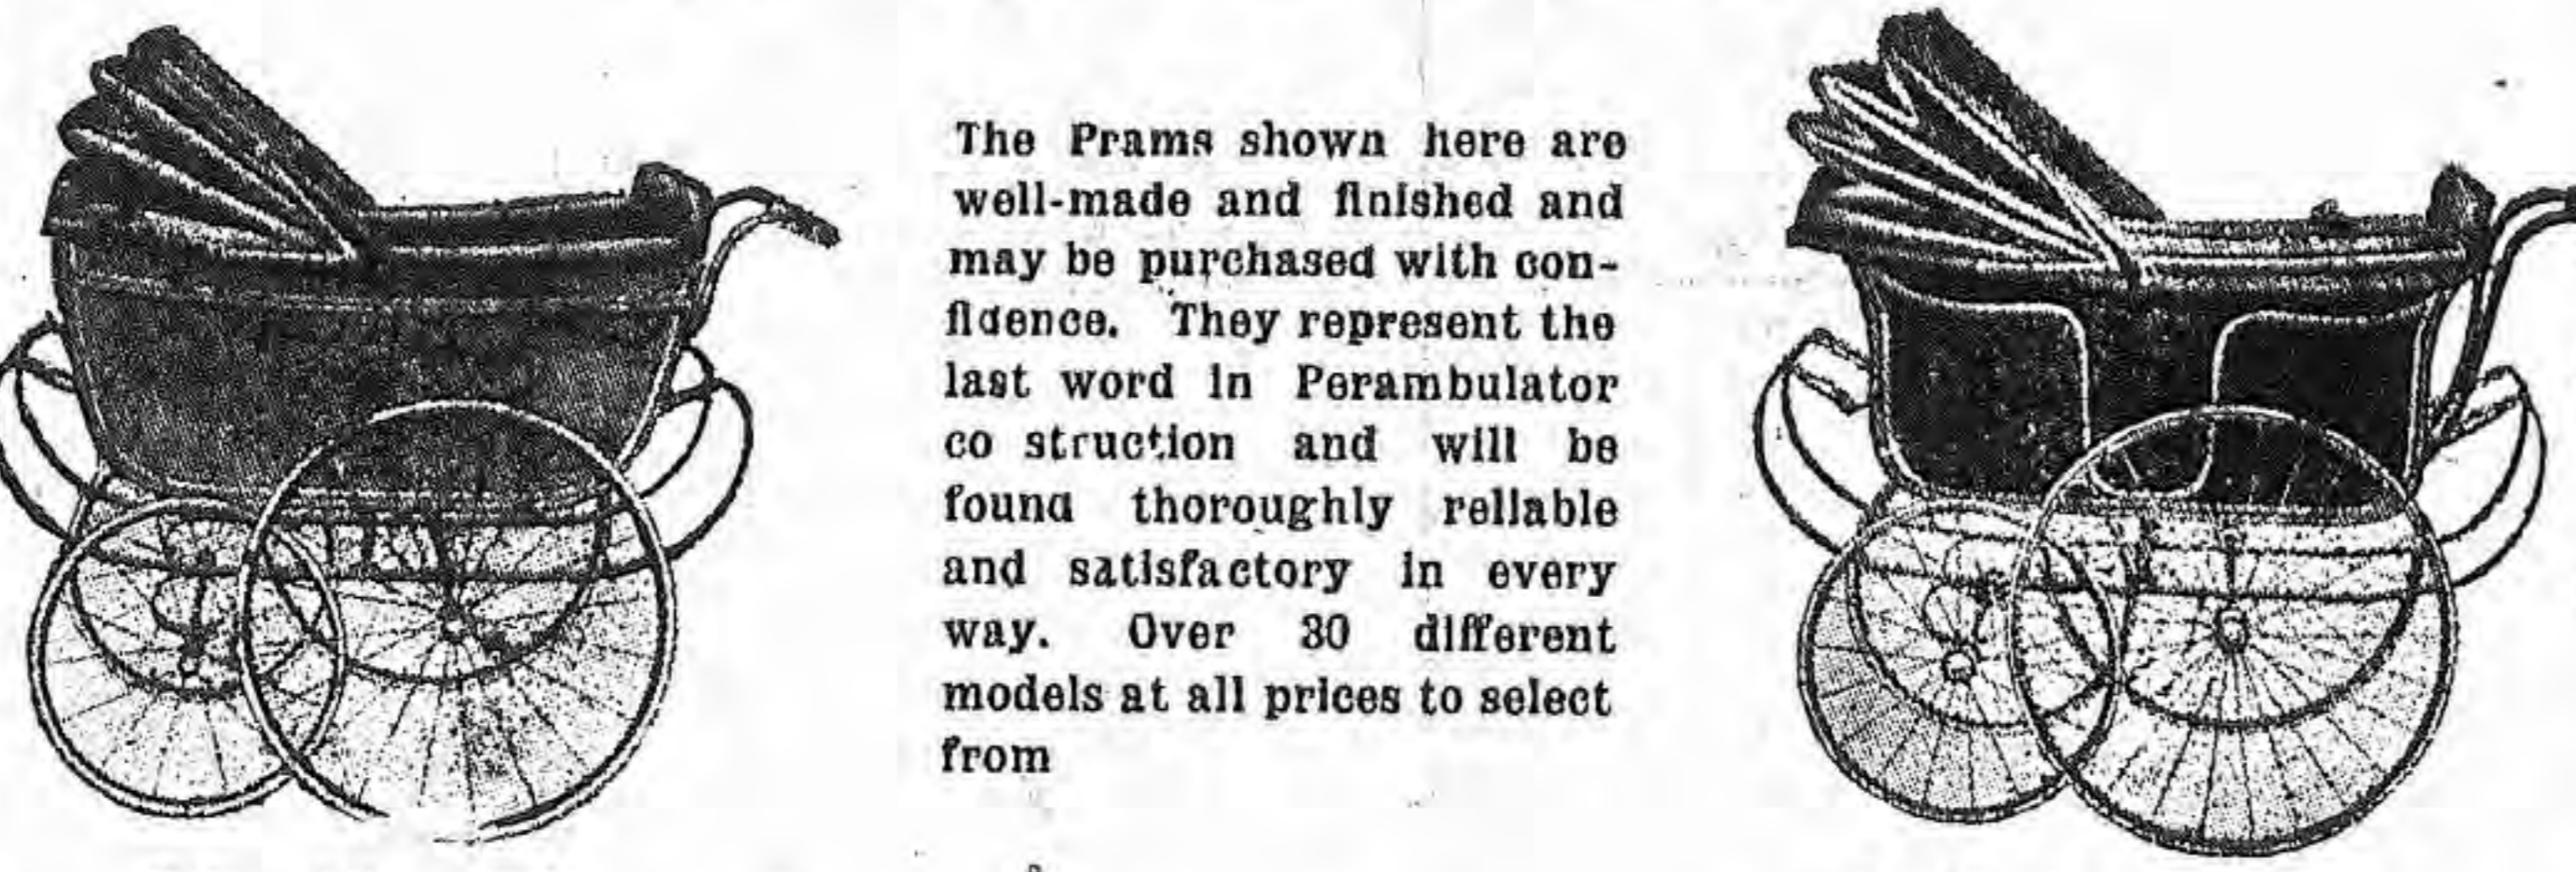 The Prams shown here are
well-made and finished and
may be purchased with con-
fidence. They represent the
last word in Perambulator
co struction and will be
found thoroughly reliable
and satisfactory in every
way. Over 30 different
models at all prices to select
from